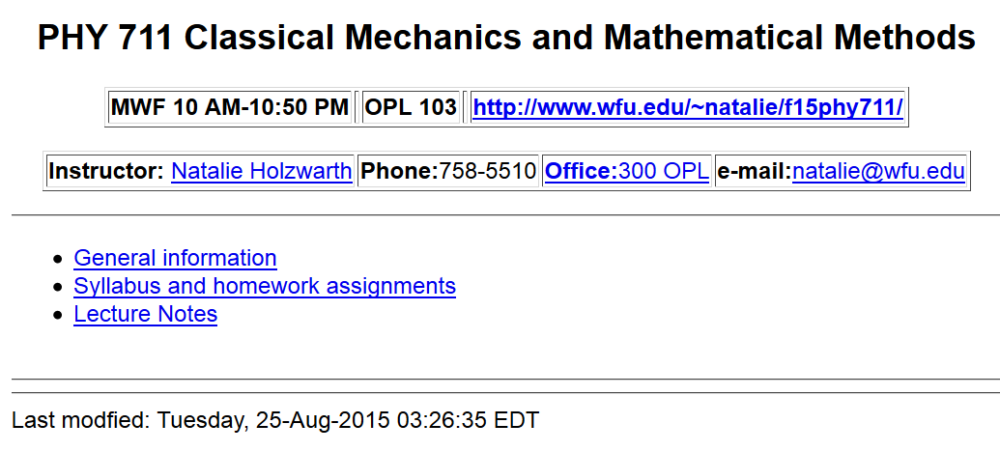 PHY 711 Classical Mechanics and Mathematical Methods
MWF 10 AM-10:50 PM OPL 103 http://www.wfu.edu/~natalie/f15phy711/
Instructor: Natalie Holzwarth Phone:758-5510 Office:300 OPL e-mail:natalie@wfu.edu
General information
Syllabus and homework assignments
Lecture Notes
Last modfied: Tuesday, 25-Aug-2015 03:26:35 EDT